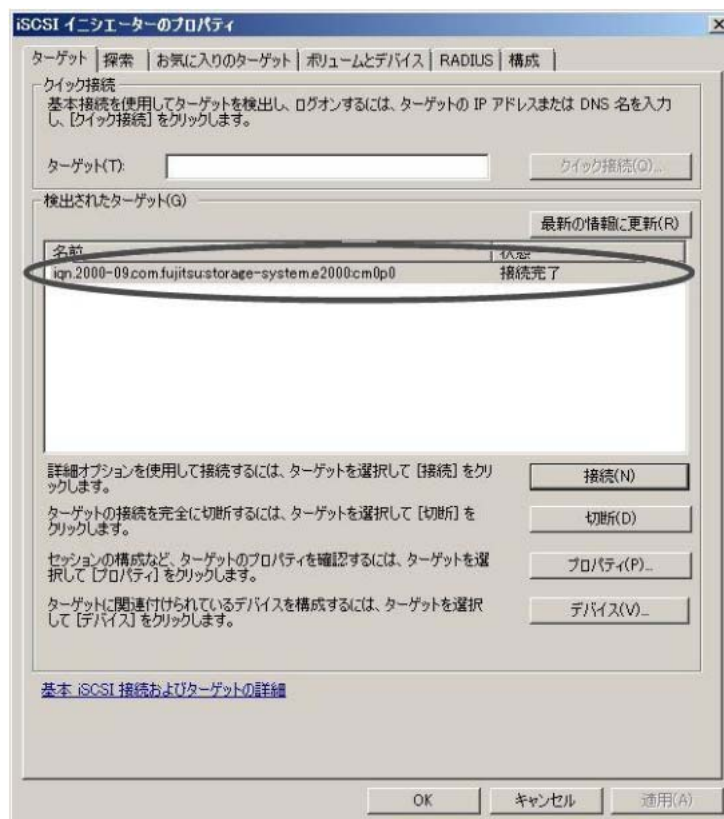 iSCSI イニシエーターのプロパティ
ターゲット 探索 お気に入りのターゲット ボリュームとデバイス RADIUS 構成
クイック接続
基本接続を使用してターゲットを検出し、ログオンするには、ターゲットの IP アドレスまたは DNS 名を入力
し、[クイック接続] をクリックします。
ターゲット(T):
クイック接続(Q)...
検出されたターゲット(G)
最新の情報に更新(R)
名前 状態
iqn.2000-09.com.fujitsu:storage-system.e2000:cm0p0 接続完了
詳細オプションを使用して接続するには、ターゲットを選択して [接続] をクリ
ックします。
接続(N)
ターゲットの接続を完全に切断するには、ターゲットを選択して [切断] を
クリックします。
切断(D)
セッションの構成など、ターゲットのプロパティを確認するには、ターゲットを選
択して [プロパティ] をクリックします。
プロパティ(P)...
ターゲットに関連付けられているデバイスを構成するには、ターゲットを選択
して [デバイス] をクリックします。
デバイス(V)...
基本 iSCSI 接続およびターゲットの詳細
OK キャンセル 適用(A)